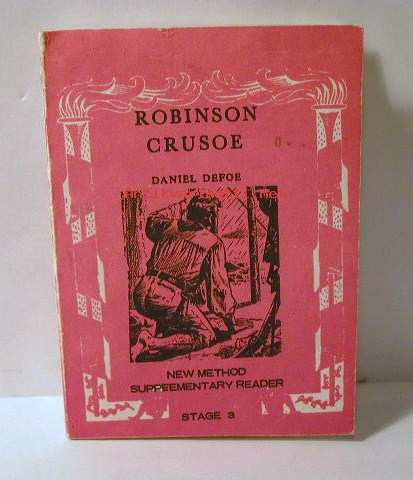 ROBINSON
CRUSOE
DANIEL DEFOE
NEW METHOD
SUPPEEMENTARY READER
STAGE 3